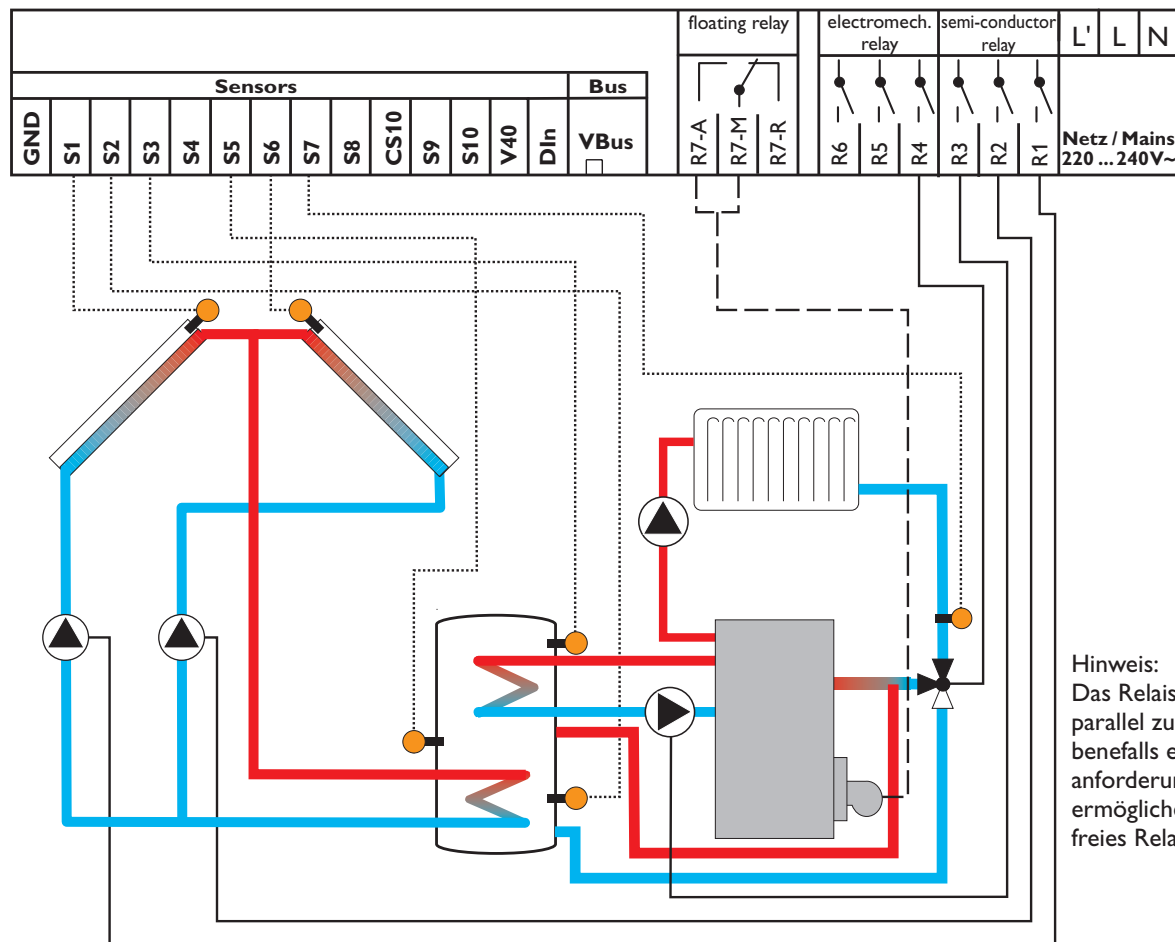 floating relay
electromech. relay
semi-conductor relay
L' L N
Sensors
Bus
GND S1 S2 S3 S4 S5 S6 S7 S8 CS10 S9 S10 V40 DIn
VBus
R7-A R7-M R7-R
R6 R5 R4 R3 R2 R1
Netz / Mains
220 ... 240V~
Hinweis:
Das Relais
parallel zu
benefalls e
anforderun
ermögliche
freies Rela